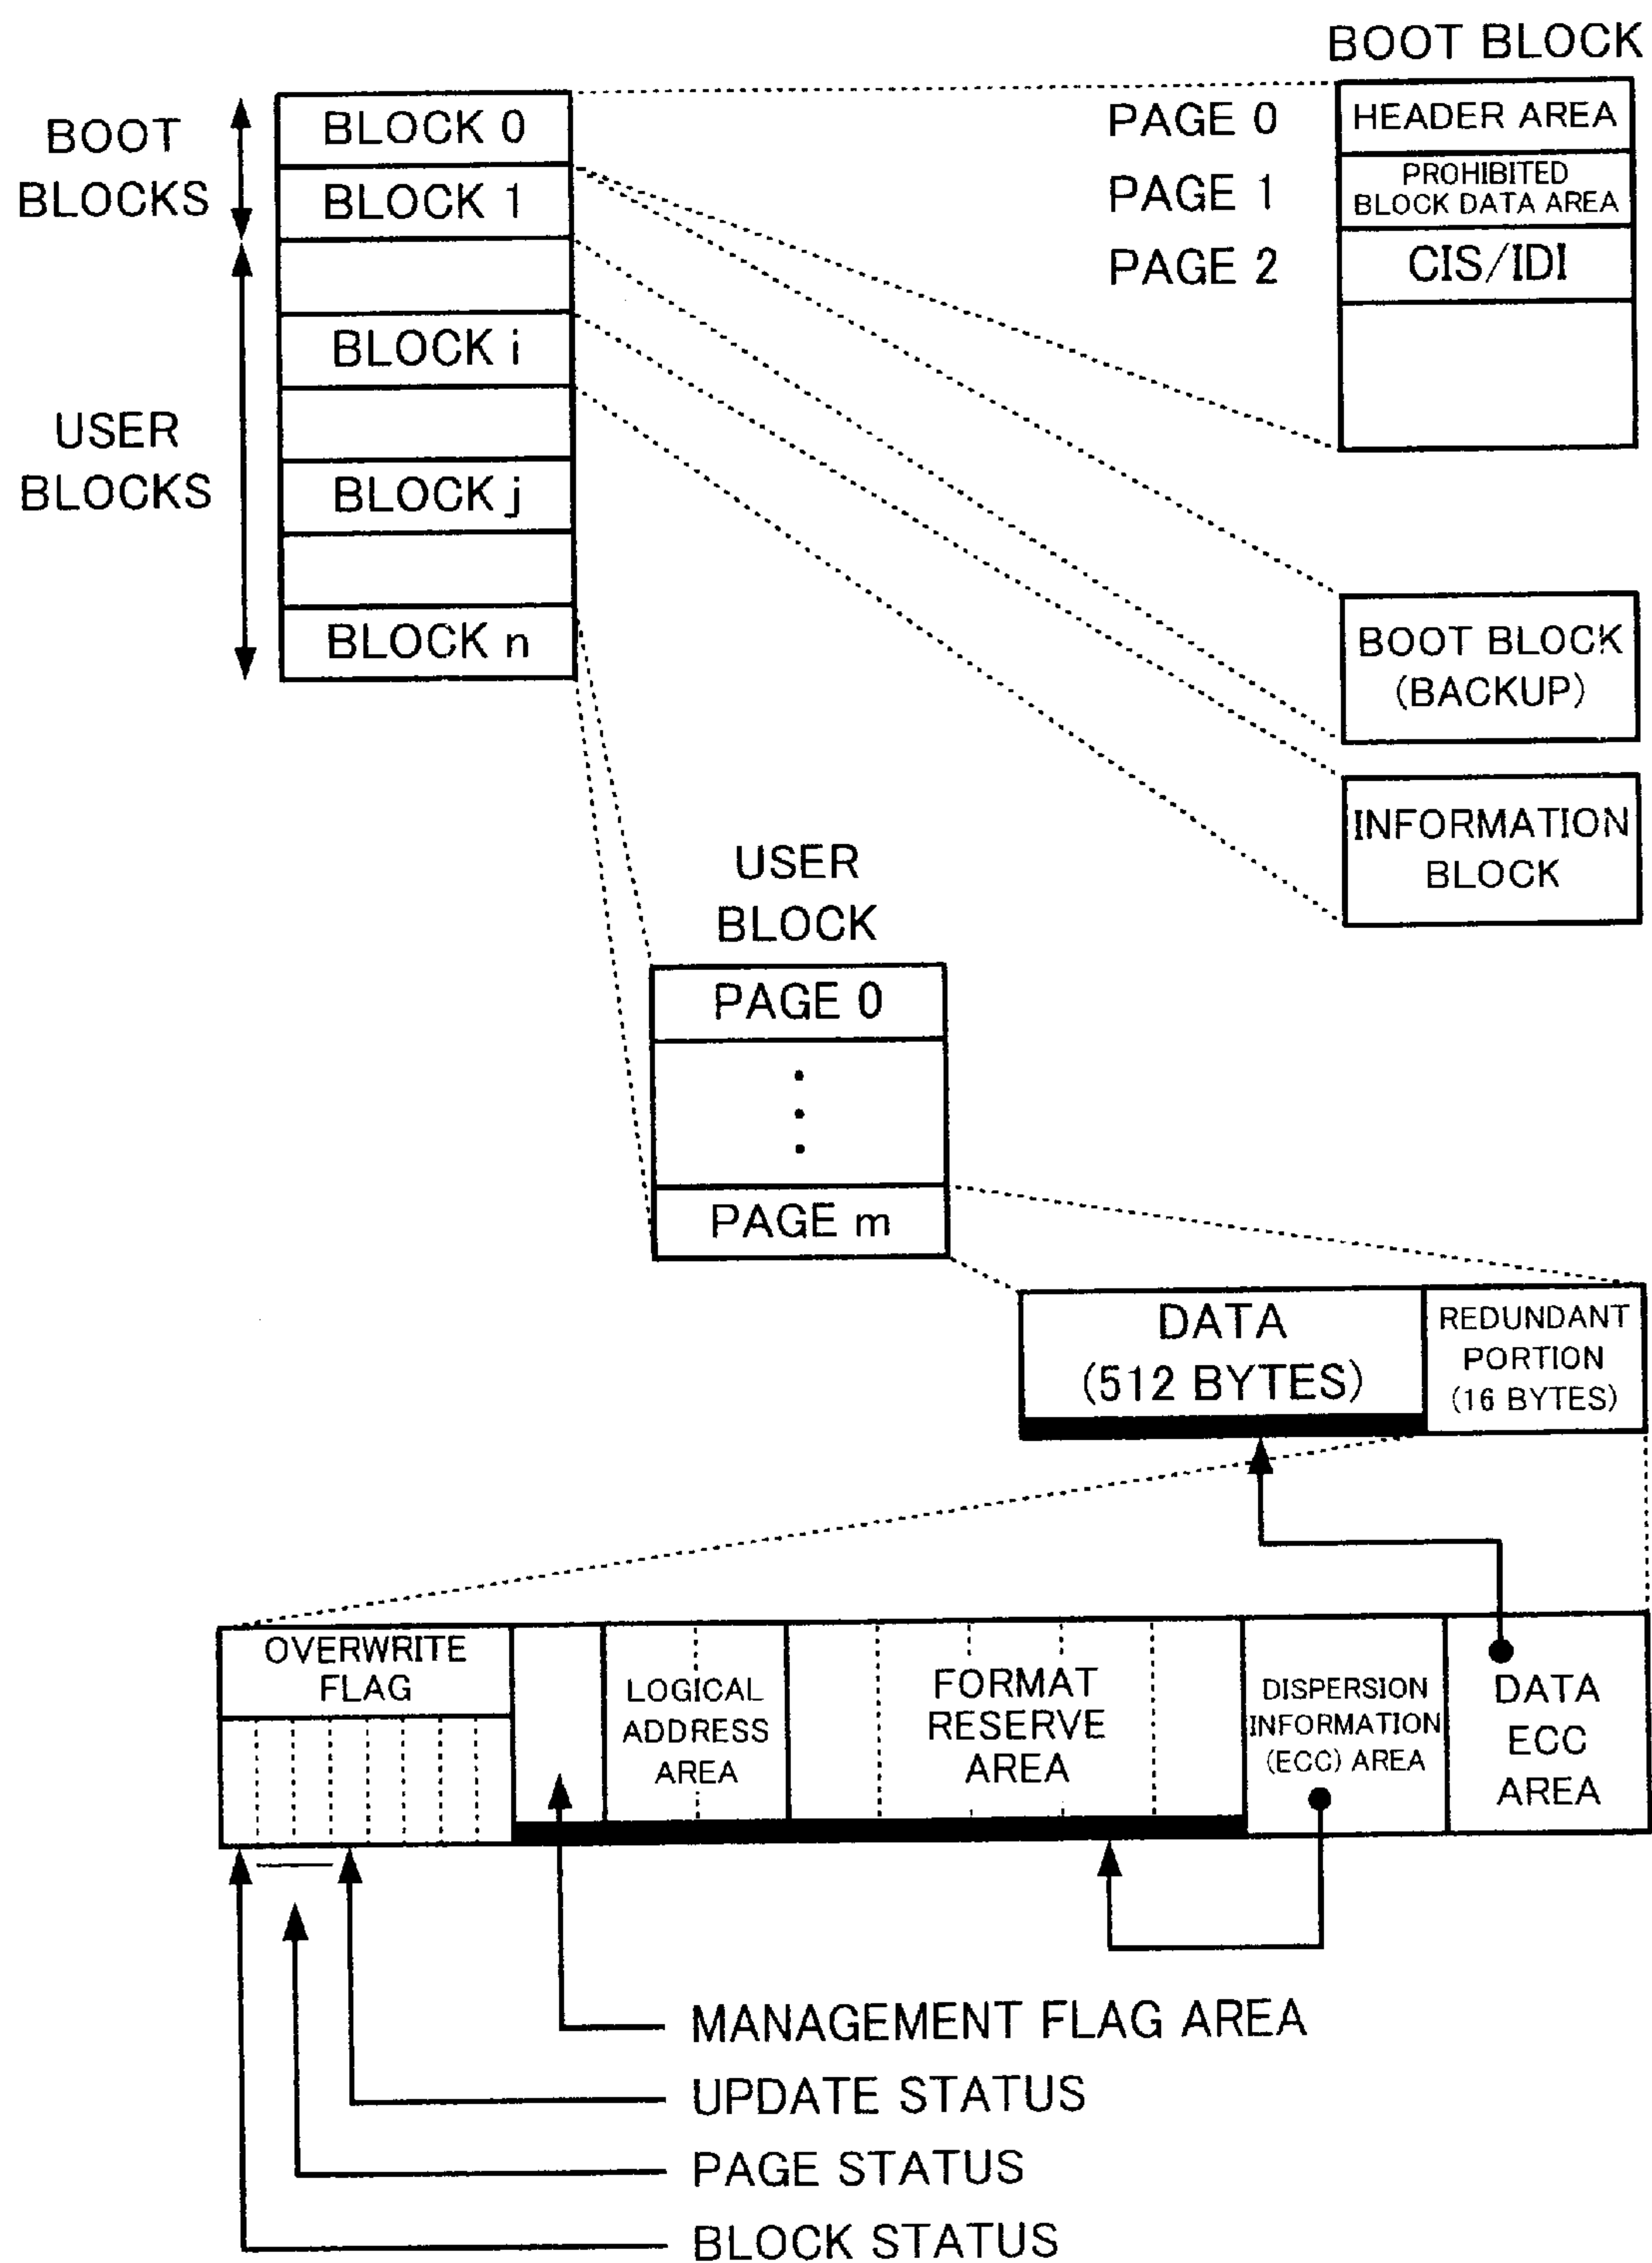 BOOT BLOCK
BOOT
BLOCKS
BLOCK 0
BLOCK 1
PAGE 0
HEADER AREA
PAGE 1
PROHIBITED
BLOCK DATA AREA
PAGE 2
CIS/IDI
USER
BLOCKS
BLOCK i
BLOCK j
BLOCK n
BOOT BLOCK
(BACKUP)
INFORMATION
BLOCK
USER
BLOCK
PAGE 0
PAGE m
DATA
(512 BYTES)
REDUNDANT
PORTION
(16 BYTES)
OVERWRITE
FLAG
LOGICAL
ADDRESS
AREA
FORMAT
RESERVE
AREA
DISPERSION
INFORMATION
(ECC) AREA
DATA
ECC
AREA
MANAGEMENT FLAG AREA
UPDATE STATUS
PAGE STATUS
BLOCK STATUS